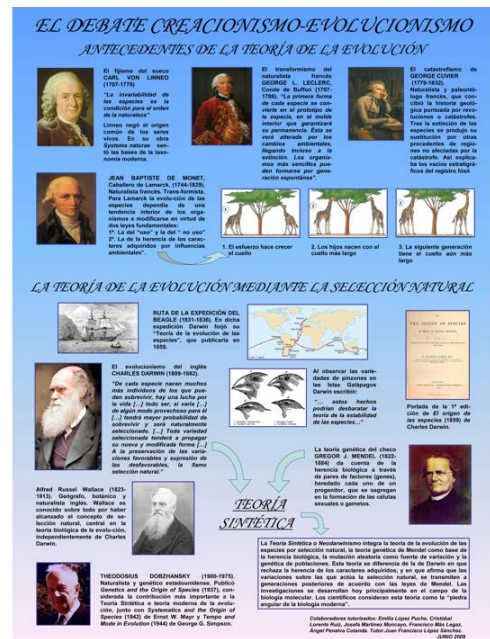 EL DEBATE CREACIONISMO-EVOLUCIONISMO
ANTECEDENTES DE LA TEORÍA DE LA EVOLUCIÓN
El fijismo del sueco
CARL VON LINNEO
(1707-1778)
"La invariabilidad de
las especies es la
condición para el orden
de la naturaleza"
Linneo negó el origen
común de los seres
vivos. En su obra
Systema naturae sen-
tó las bases de la taxo-
nomía moderna.
El transformismo del
naturalista francés
GEORGE L. LECLERC,
Conde de Buffon (1707-
1788). "La primera forma
de cada especie se con-
vierte en el prototipo de
la especie, en el molde
interior que garantizará
su permanencia. Ésta se
verá alterada por los
cambios ambientales,
llegando incluso a la
extinción. Los organis-
mos más sencillos pue-
den formarse por gene-
ración espontánea".
El catastrofismo de
GEORGE CUVIER
(1779-1832).
Naturalista y paleontó-
logo francés, que con-
cibió la historia geoló-
gica puntuada por revo-
luciones o catástrofes.
Tras la extinción de las
especies se produjo su
sustitución por otras
procedentes de regio-
nes no afectadas por la
catástrofe. Así explica-
ba los vacíos estratigrá-
ficos del registro fósil.
JEAN BAPTISTE DE MONET,
Caballero de Lamarck, (1744-1829).
Naturalista francés. Trans-formista.
Para Lamarck la evolu-ción de las
especies dependía de una
tendencia interior de los orga-
nismos a modificarse en virtud de
dos leyes fundamentales:
1ª. La del "uso" y la del " no uso"
2ª. La de la herencia de los carac-
teres adquiridos por influencias
ambientales".
1. El esfuerzo hace crecer
el cuello
2. Los hijos nacen con el
cuello más largo
3. La siguiente generación
tiene el cuello aún más
largo
LA TEORÍA DE LA EVOLUCIÓN MEDIANTE LA SELECCIÓN NATURAL
RUTA DE LA EXPEDICIÓN DEL
BEAGLE (1831-1836). En dicha
expedición Darwin forjó su
"Teoría de la evolución de las
especies", que publicaría en
1859.
El evolucionismo del inglés
CHARLES DARWIN (1809-1882).
"De cada especie nacen muchos
más individuos de los que pue-
den sobrevivir, hay una lucha por
la vida […] todo ser, si varía […]
de algún modo provechoso para él
[…] tendrá mayor probabilidad de
sobrevivir y será naturalmente
seleccionado. […] Toda variedad
seleccionada tenderá a propagar
su nueva y modificada forma […]
A la preservación de las varia-
ciones favorables y supresión de
las desfavorables, la llamo
selección natural."
Al observar las varie-
dades de pinzones en
las Islas Galápagos
Darwin escribió:
"… estos hechos
podrían desbaratar la
teoría de la estabilidad
de las especies…"
ORIGIN OF SPECIES
Portada de la 1ª edi-
ción de El origen de
las especies (1859) de
Charles Darwin.
La teoría genética del checo
GREGOR J. MENDEL (1822-
1884) da cuenta de la
herencia biológica a través
de pares de factores (genes),
heredado cada uno de un
progenitor, que se segregan
en la formación de las células
sexuales o gametos.
Alfred Russel Wallace (1823-
1913). Geógrafo, botánico y
naturalista inglés. Wallace es
conocido sobre todo por haber
alcanzado el concepto de se-
lección natural, central en la
teoría biológica de la evolu-ción,
independientemente de Charles
Darwin.
TEORÍA
SINTÉTICA
THEODOSIUS DOBZHANSKY (1900-1975).
Naturalista y genético estadounidense. Publicó
Genetics and the Origin of Species (1937), con-
siderada la contribución más importante a la
Teoría Sintética o teoría moderna de la evolu-
ción, junto con Systematics and the Origin of
Species (1942) de Ernst W. Mayr y Tempo and
Mode in Evolution (1944) de George G. Simpson.
La Teoría Sintética o Neodarwinismo integra la teoría de la evolución de las
especies por selección natural, la teoría genética de Mendel como base de
la herencia biológica, la mutación aleatoria como fuente de variación y la
genética de poblaciones. Esta teoría se diferencia de la de Darwin en que
rechaza la herencia de los caracteres adquiridos, y en que afirma que las
variaciones sobre las que actúa la selección natural, se transmiten a
generaciones posteriores de acuerdo con las leyes de Mendel. Las
investigaciones se desarrollan hoy principalmente en el campo de la
biología molecular. Los científicos consideran esta teoría como la "piedra
angular de la biología moderna".
Colaboradores tutorizados: Emilia López Puche, Cristóbal
Lorente Ruiz, Josefa Martínez Moncayo, Francisco Más Legaz,
Ángel Penalva Cutanda. Tutor:Juan Francisco López Sánchez
JUNIO 2009